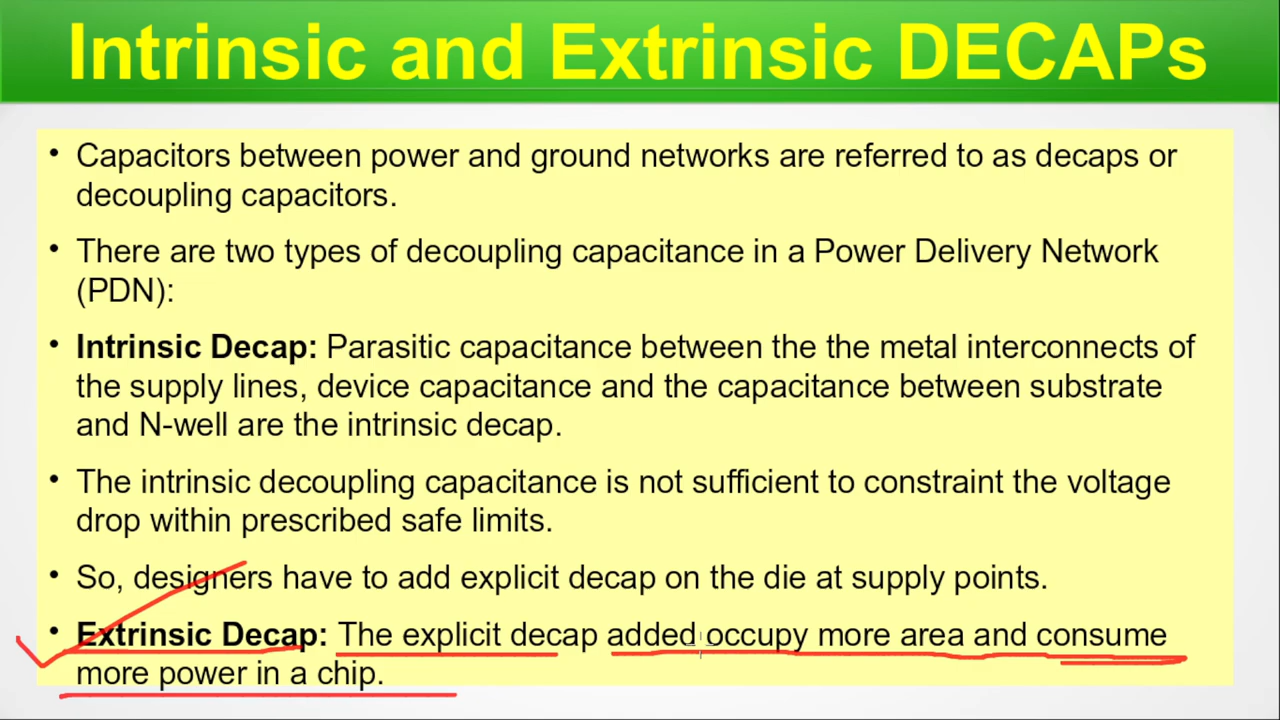 Intrinsic and Extrinsic DECAPs
• Capacitors between power and ground networks are referred to as decaps or
decoupling capacitors.
• There are two types of decoupling capacitance in a Power Delivery Network
(PDN):
• Intrinsic Decap: Parasitic capacitance between the the metal interconnects of
the supply lines, device capacitance and the capacitance between substrate
and N-well are the intrinsic decap.
• The intrinsic decoupling capacitance is not sufficient to constraint the voltage
drop within prescribed safe limits.
• So, designers have to add explicit decap on the die at supply points.
• Extrinsic Decap: The explicit decap added occupy more area and consume
more power in a chip.